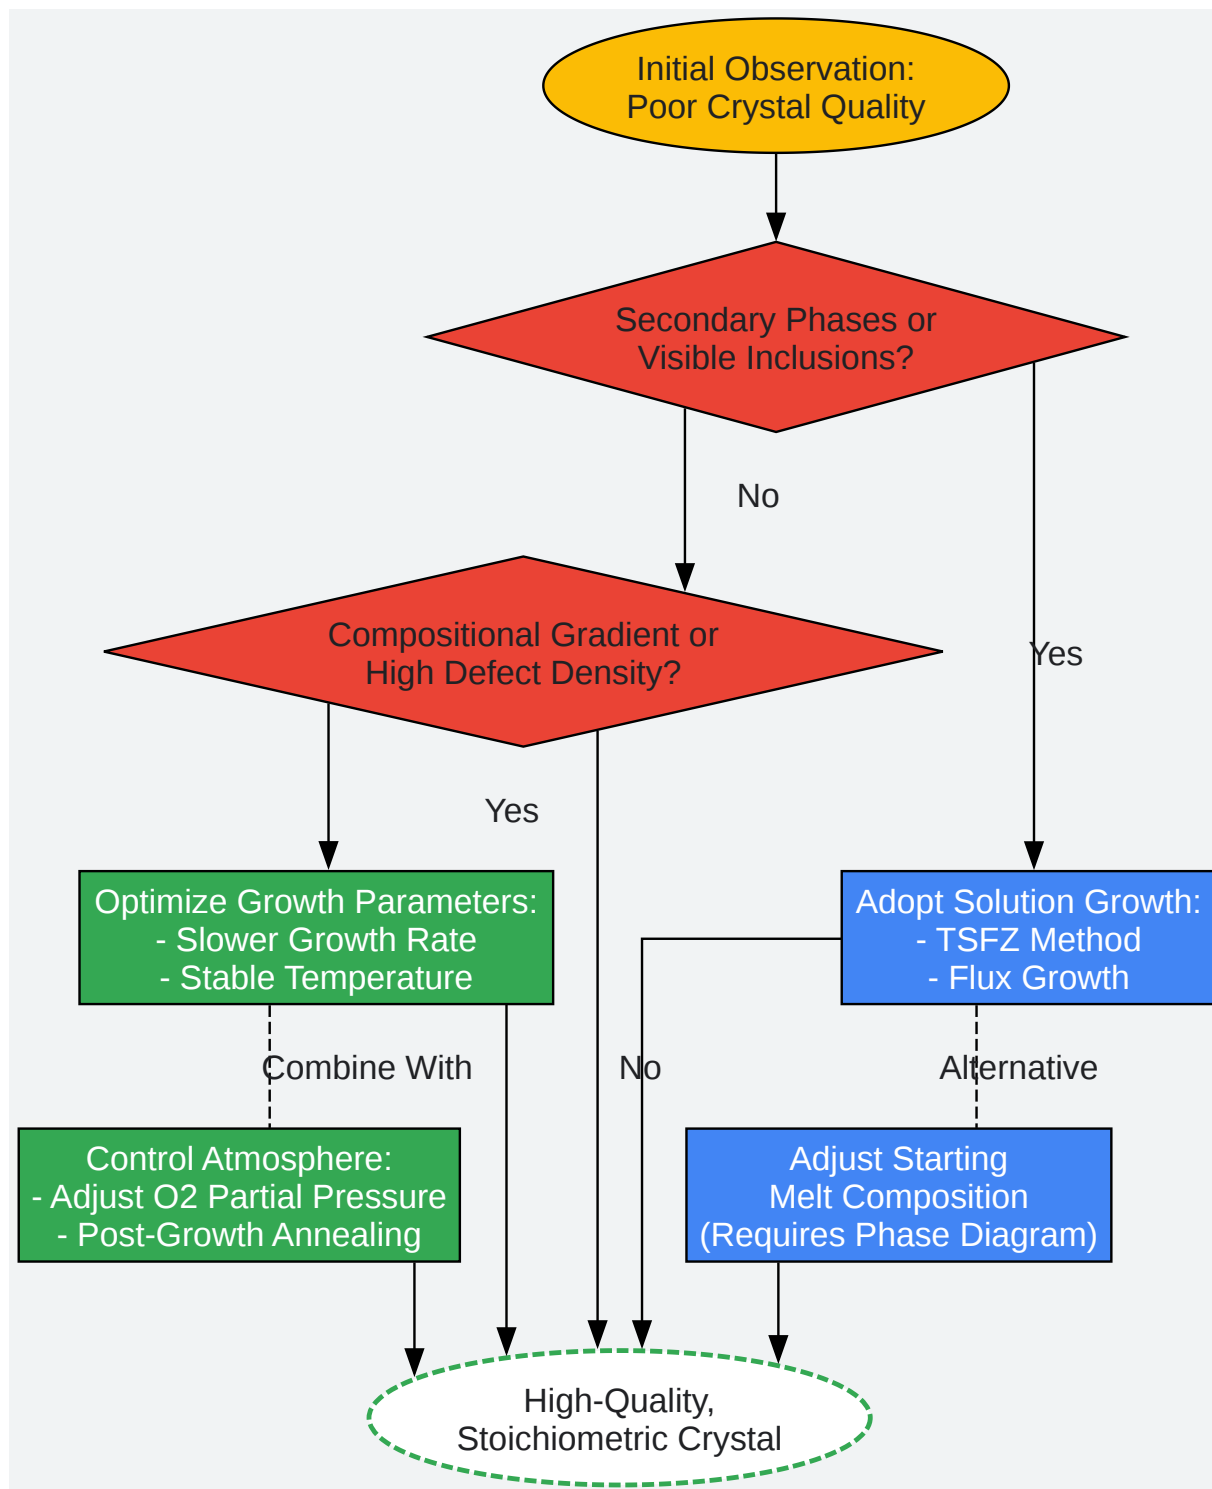 Initial Observation:
Poor Crystal Quality
Secondary Phases or
Visible Inclusions?
No
Compositional Gradient or
High Defect Density?
Yes
Yes
Optimize Growth Parameters:
- Slower Growth Rate
- Stable Temperature
Adopt Solution Growth:
- TSFZ Method
- Flux Growth
Combine With
No
Alternative
Control Atmosphere:
- Adjust O2 Partial Pressure
- Post-Growth Annealing
Adjust Starting
Melt Composition
(Requires Phase Diagram)
High-Quality,
Stoichiometric Crystal